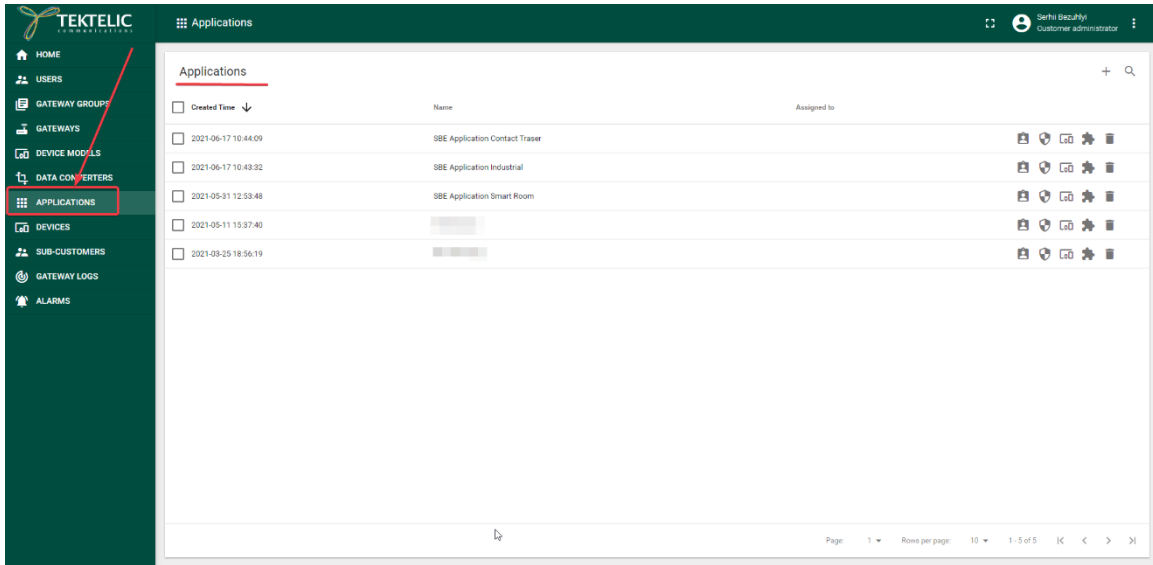 TEKTELIC
communications
Applications
Serhii Bezuhlyi
Customer administrator
HOME
USERS
GATEWAY GROUPS
GATEWAYS
DEVICE MODELS
DATA CONVERTERS
APPLICATIONS
DEVICES
SUB-CUSTOMERS
GATEWAY LOGS
ALARMS
Applications
Created Time Name Assigned to
2021-06-17 10:44:09 SBE Application Contact Traser
2021-06-17 10:43:32 SBE Application Industrial
2021-05-31 12:53:48 SBE Application Smart Room
2021-05-11 15:37:40
2021-03-25 18:56:19
Page: 1 Rows per page: 10 1 - 5 of 5